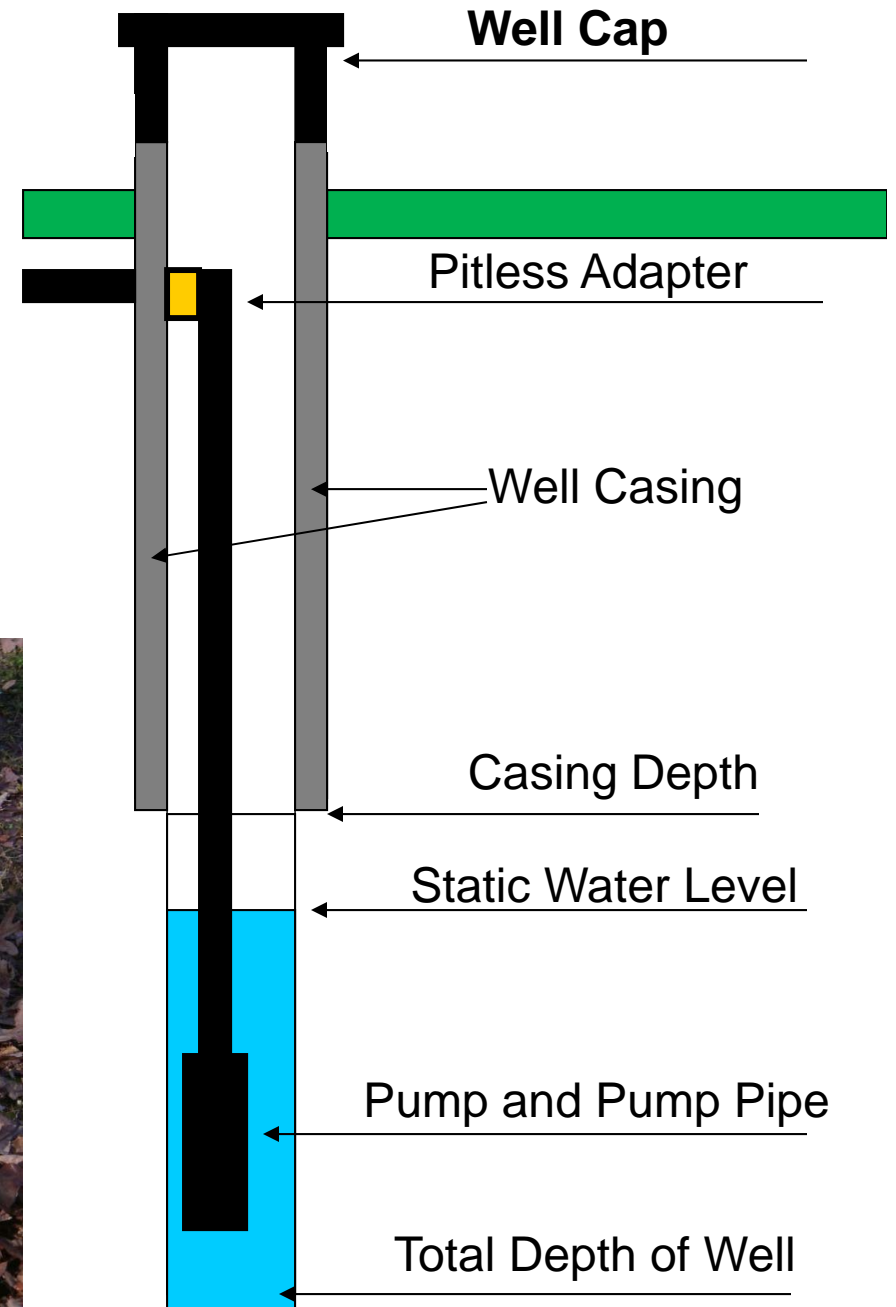 Well Cap
Pitless Adapter
Well Casing
Casing Depth
Static Water Level
Pump and Pump Pipe
Total Depth of Well